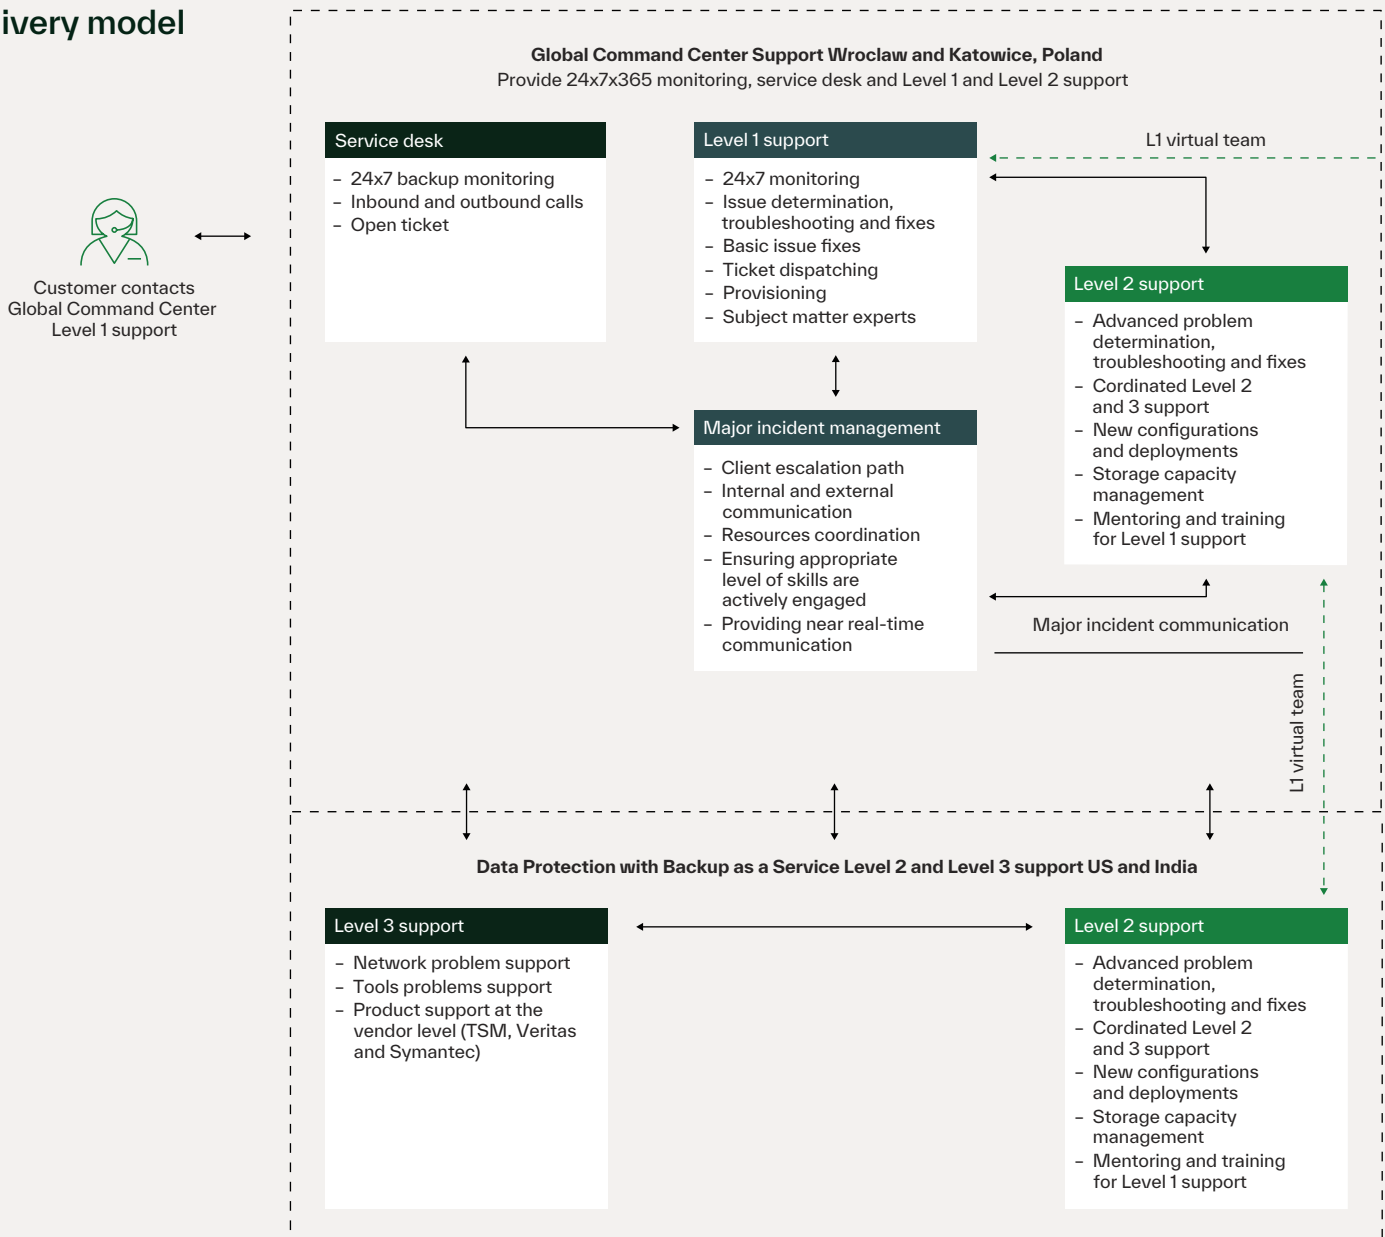 ivery model
Global Command Center Support Wroclaw and Katowice, Poland
Provide 24x7x365 monitoring, service desk and Level 1 and Level 2 support
Customer contacts
Global Command Center
Level 1 support
Service desk
– 24x7 backup monitoring
– Inbound and outbound calls
– Open ticket
Level 1 support
– 24x7 monitoring
– Issue determination,
troubleshooting and fixes
– Basic issue fixes
– Ticket dispatching
– Provisioning
– Subject matter experts
L1 virtual team
Level 2 support
– Advanced problem
determination,
troubleshooting and fixes
– Cordinated Level 2
and 3 support
– New configurations
and deployments
– Storage capacity
management
– Mentoring and training
for Level 1 support
Major incident management
– Client escalation path
– Internal and external
communication
– Resources coordination
– Ensuring appropriate
level of skills are
actively engaged
– Providing near real-time
communication
Major incident communication
L1 virtual team
Data Protection with Backup as a Service Level 2 and Level 3 support US and India
Level 3 support
– Network problem support
– Tools problems support
– Product support at the
vendor level (TSM, Veritas
and Symantec)
Level 2 support
– Advanced problem
determination,
troubleshooting and fixes
– Cordinated Level 2
and 3 support
– New configurations
and deployments
– Storage capacity
management
– Mentoring and training
for Level 1 support